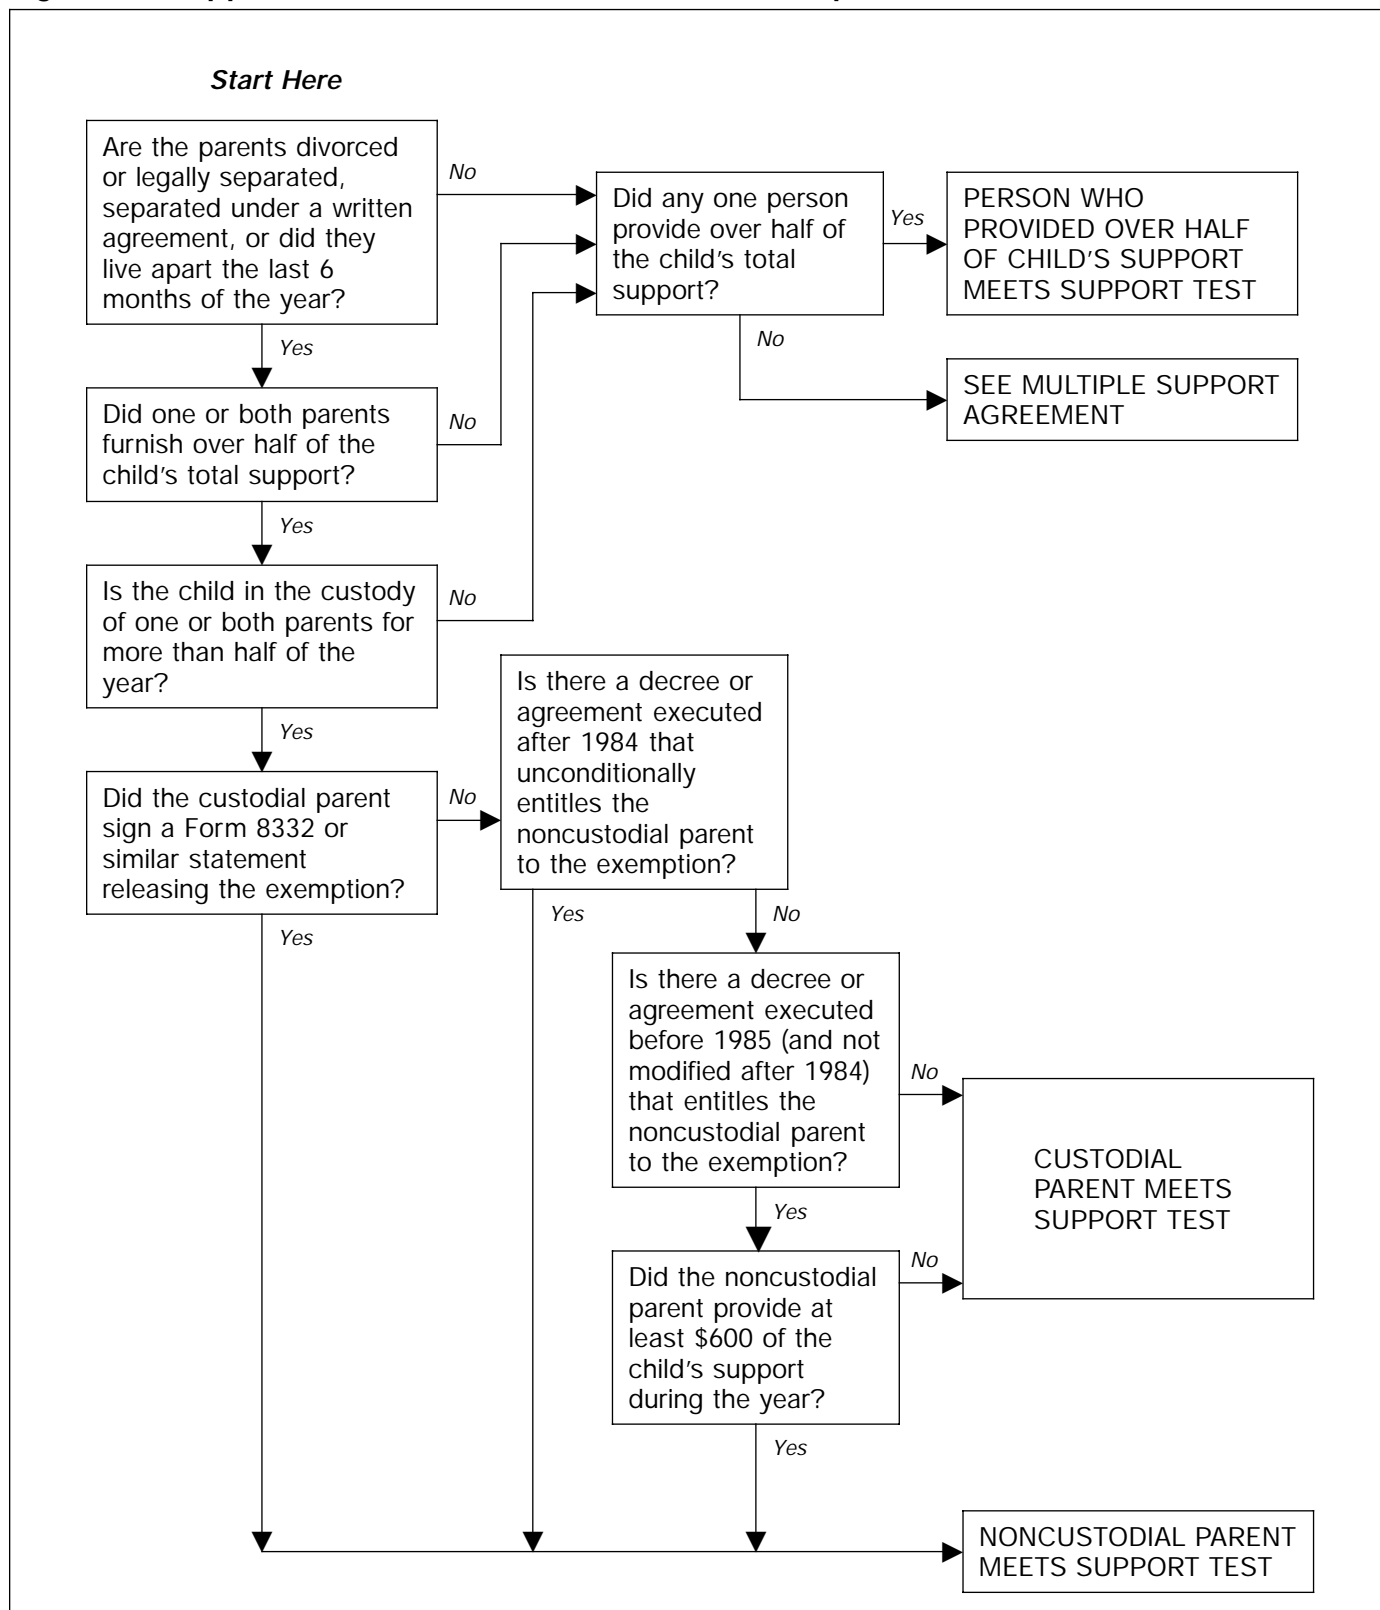 Start Here
Are the parents divorced
or legally separated,
separated under a written
agreement, or did they
live apart the last 6
months of the year?
No
Did any one person
provide over half of
the child's total
support?
Yes
PERSON WHO
PROVIDED OVER HALF
OF CHILD'S SUPPORT
MEETS SUPPORT TEST
Yes
No
SEE MULTIPLE SUPPORT
AGREEMENT
Did one or both parents
furnish over half of the
child's total support?
No
Yes
Is the child in the custody
of one or both parents for
more than half of the
year?
No
Yes
Did the custodial parent
sign a Form 8332 or
similar statement
releasing the exemption?
No
Yes
Is there a decree or
agreement executed
after 1984 that
unconditionally
entitles the
noncustodial parent
to the exemption?
Yes
No
Is there a decree or
agreement executed
before 1985 (and not
modified after 1984)
that entitles the
noncustodial parent
to the exemption?
No
Yes
CUSTODIAL
PARENT MEETS
SUPPORT TEST
Did the noncustodial
parent provide at
least $600 of the
child's support
during the year?
No
Yes
NONCUSTODIAL PARENT
MEETS SUPPORT TEST